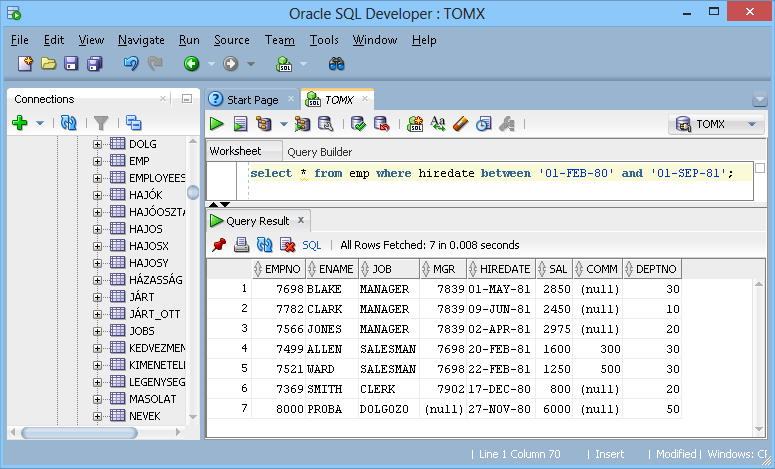 Oracle SQL Developer : TOMX
File Edit View Navigate Run Source Team Tools Window Help
SQL
Connections
DOLG
EMP
EMPLOYEES
HAJÓK
HAJÓOSZTA
HAJOS
HAJOSX
HAJOSY
HÁZASSÁG
JÁRT
JÁRT_OTT
JOBS
KEDVEZMEN
KIMENETELI
LEGENYSEG
MASOLAT
NEVEK
Start Page TOMX
TOMX
Worksheet Query Builder
select * from emp where hiredate between '01-FEB-80' and '01-SEP-81';
Query Result
SQL | All Rows Fetched: 7 in 0.008 seconds
EMPNO ENAME JOB MGR HIREDATE SAL COMM DEPTNO
1 7698 BLAKE MANAGER 7839 01-MAY-81 2850 (null) 30
2 7782 CLARK MANAGER 7839 09-JUN-81 2450 (null) 10
3 7566 JONES MANAGER 7839 02-APR-81 2975 (null) 20
4 7499 ALLEN SALESMAN 7698 20-FEB-81 1600 300 30
5 7521 WARD SALESMAN 7698 22-FEB-81 1250 500 30
6 7369 SMITH CLERK 7902 17-DEC-80 800 (null) 20
7 8000 PROBA DOLGOZO (null) 27-NOV-80 6000 (null) 50
Line 1 Column 70 | Insert | Modified | Windows: CF